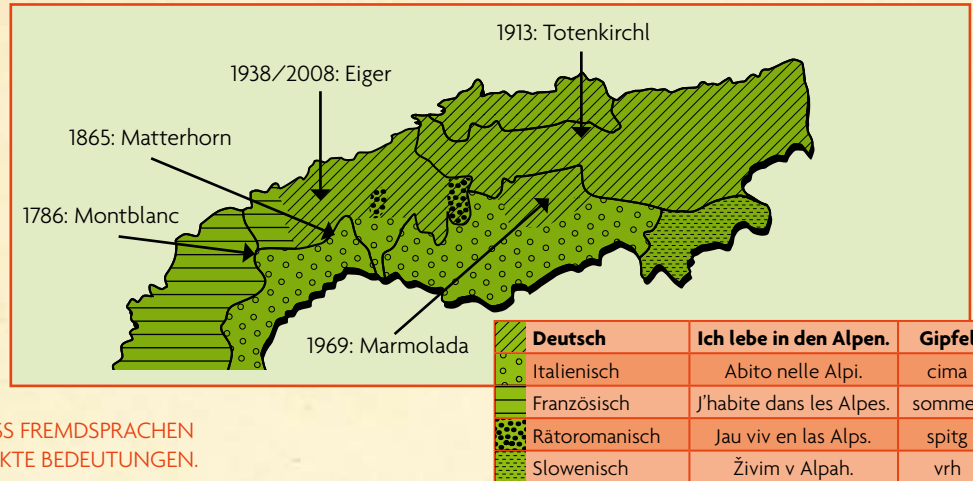 1913: Totenkirchl
1938/2008: Eiger
1865: Matterhorn
1786: Montblanc
1969: Marmolada
Deutsch Ich lebe in den Alpen. Gipfel
Italienisch Abito nelle Alpi. cima
Französisch J'habite dans les Alpes.
Rätoromanisch Jau viv en las Alps. spitg
Slowenisch Živim v Alpah. vrh
FREMDSPRACHEN
BEDEUTUNGEN.